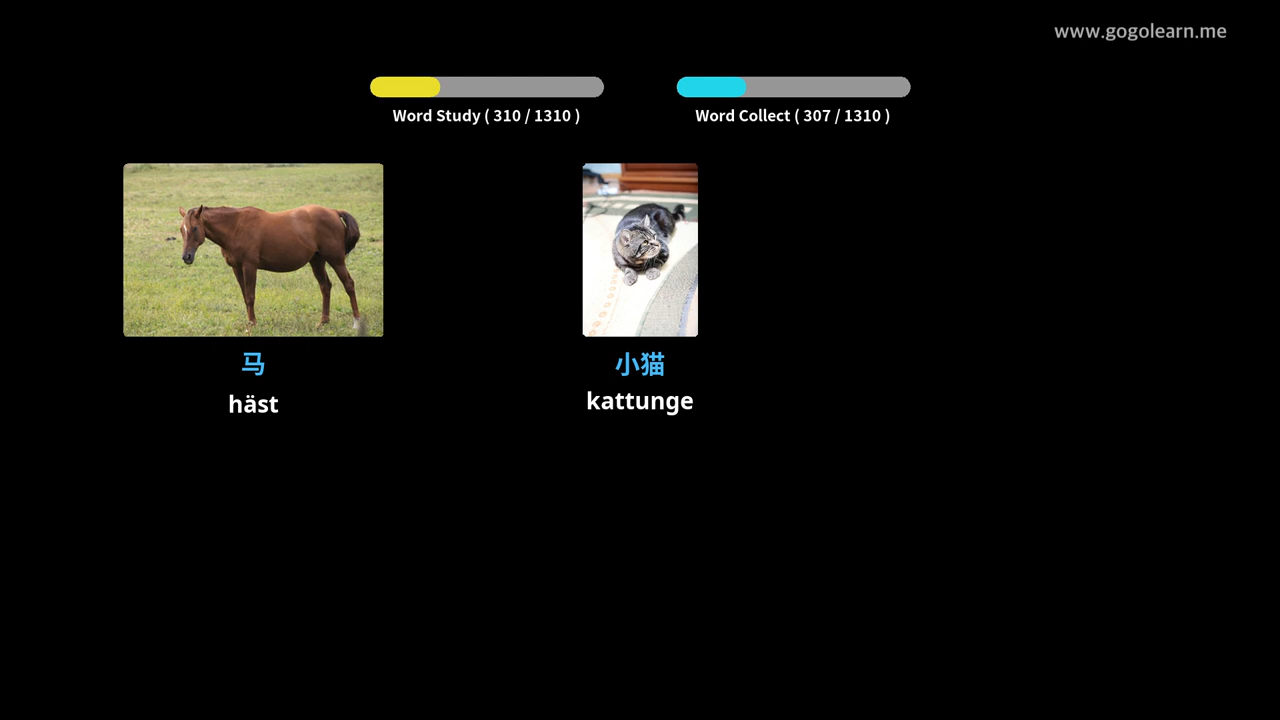 www.gogolearn.me
Word Study ( 310 / 1310 )
Word Collect ( 307 / 1310 )
马
häst
小猫
kattunge